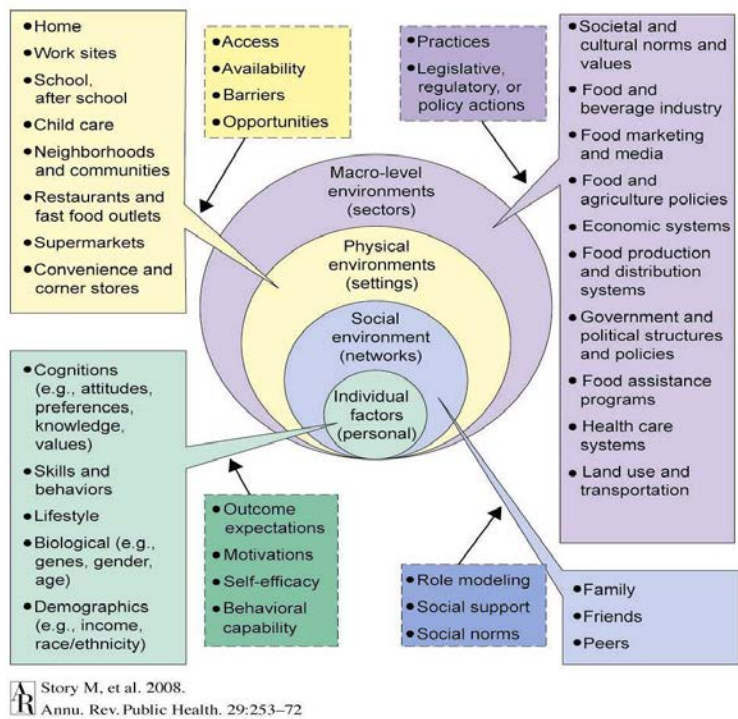 •Home
•Work sites
•School,
after school
•Child care
•Neighborhoods
and communities
•Restaurants and
fast food outlets
•Supermarkets
•Convenience and
corner stores
•Access
•Availability
•Barriers
•Opportunities
•Practices
•Legislative,
regulatory, or
policy actions
•Societal and
cultural norms and
values
•Food and
beverage industry
•Food marketing
and media
•Food and
agriculture policies
•Economic systems
•Food production
and distribution
systems
•Government and
political structures
and policies
•Food assistance
programs
•Health care
systems
•Land use and
transportation
Macro-level
environments
(sectors)
Physical
environments
(settings)
Social
environment
(networks)
Individual
factors
(personal)
•Cognitions
(e.g., attitudes,
preferences,
knowledge,
values)
•Skills and
behaviors
•Lifestyle
•Biological (e.g.,
genes, gender,
age)
•Demographics
(e.g., income,
race/ethnicity)
•Outcome
expectations
•Motivations
•Self-efficacy
•Behavioral
capability
•Role modeling
•Social support
•Social norms
•Family
•Friends
•Peers
AR
Story M, et al. 2008.
Annu. Rev. Public Health. 29:253–72